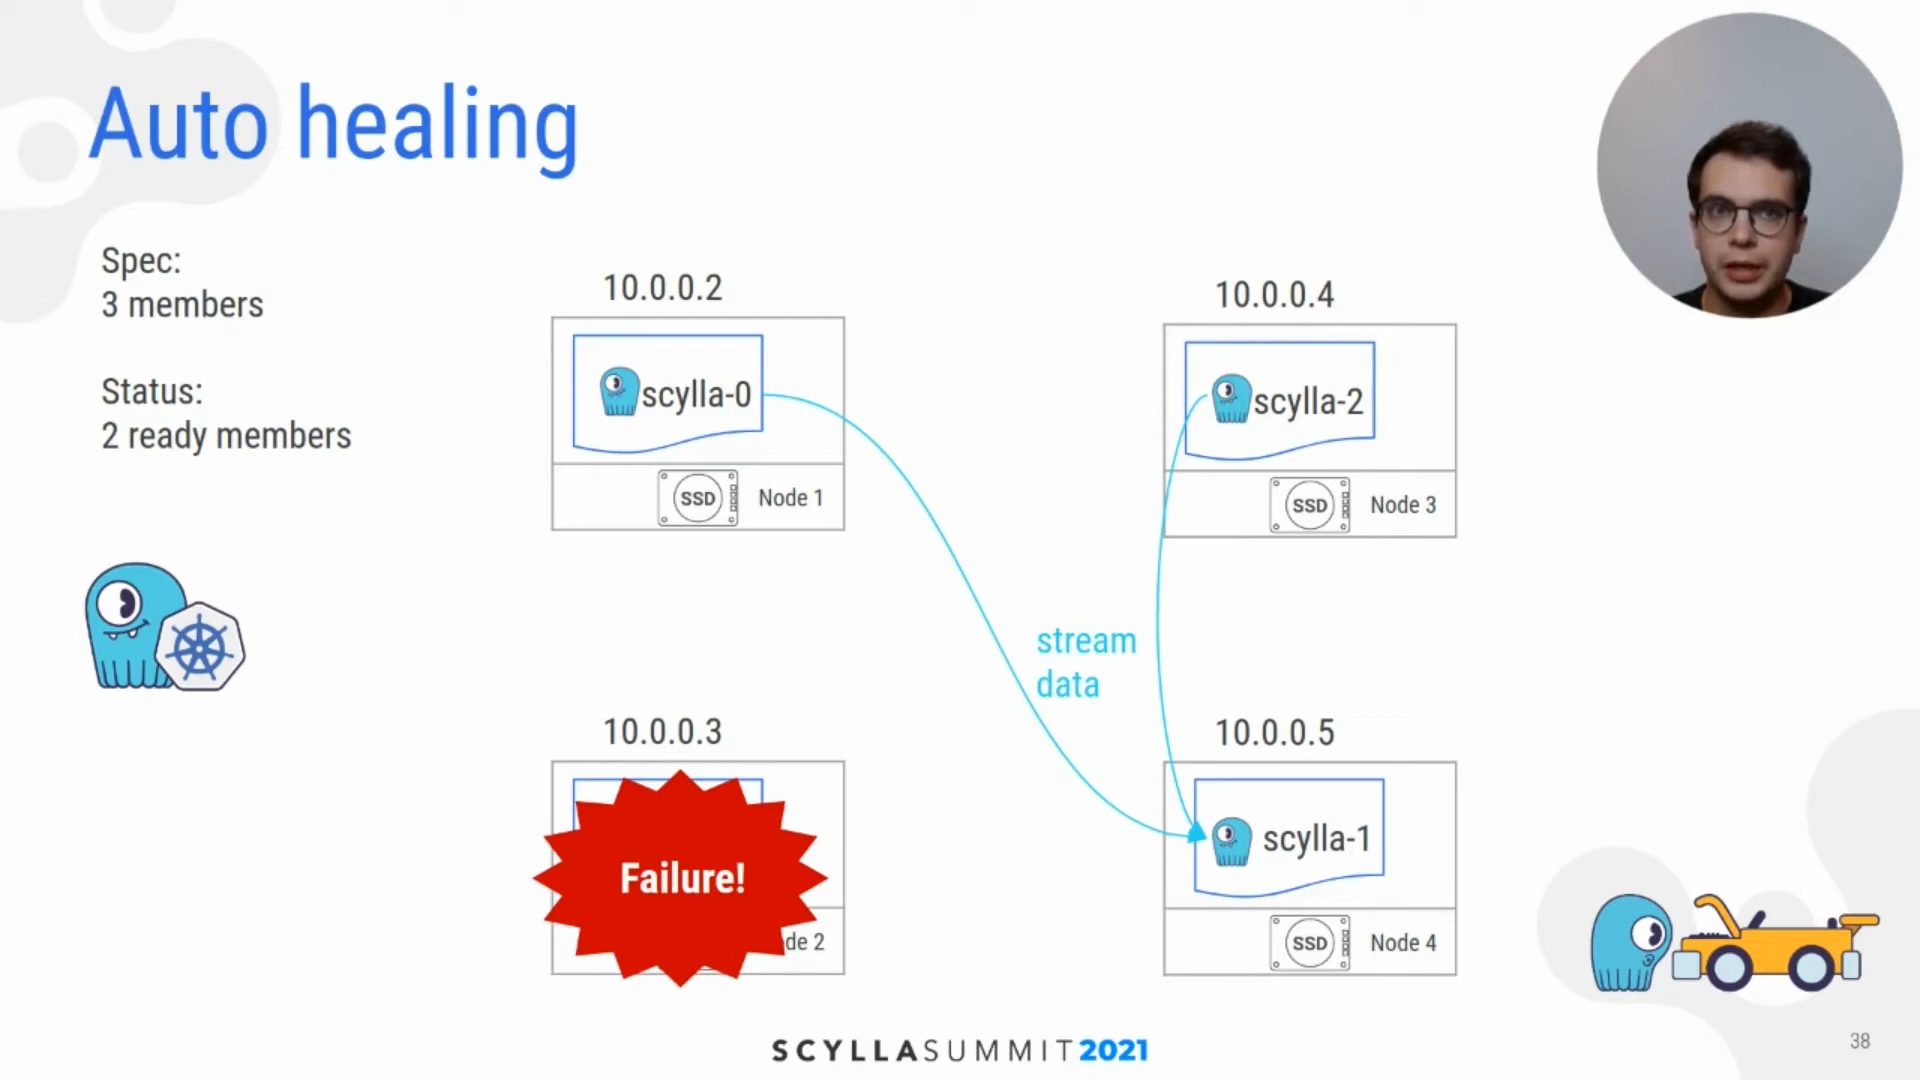 Auto healing
Spec:
3 members
Status:
2 ready members
10.0.0.2
scylla-0
SSD
Node 1
10.0.0.4
scylla-2
SSD
Node 3
stream
data
10.0.0.3
Failure!
de 2
10.0.0.5
scylla-1
SSD
Node 4
SCYLLASUMMIT2021
38